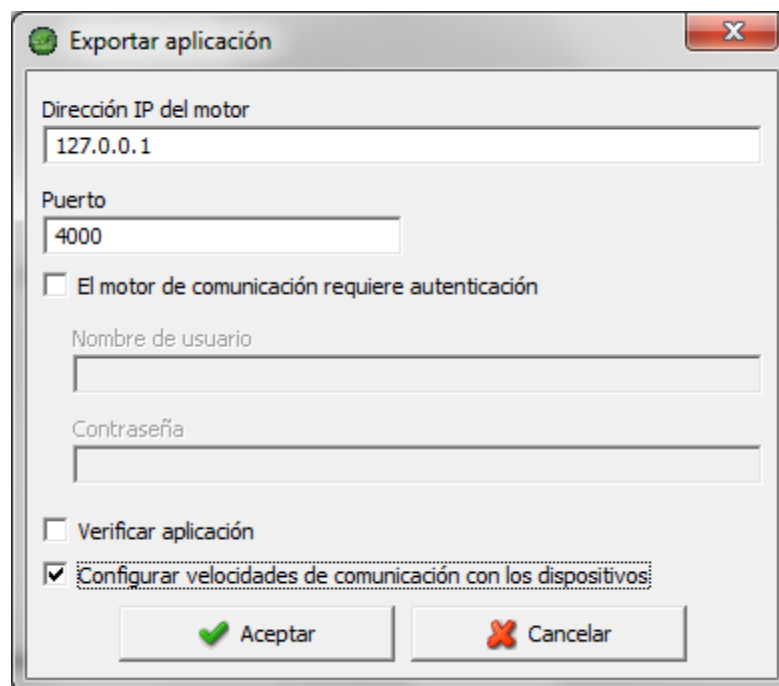 Exportar aplicación
Dirección IP del motor
127.0.0.1
Puerto
4000
El motor de comunicación requiere autenticación
Nombre de usuario
Contraseña
Verificar aplicación
Configurar velocidades de comunicación con los dispositivos
Aceptar Cancelar